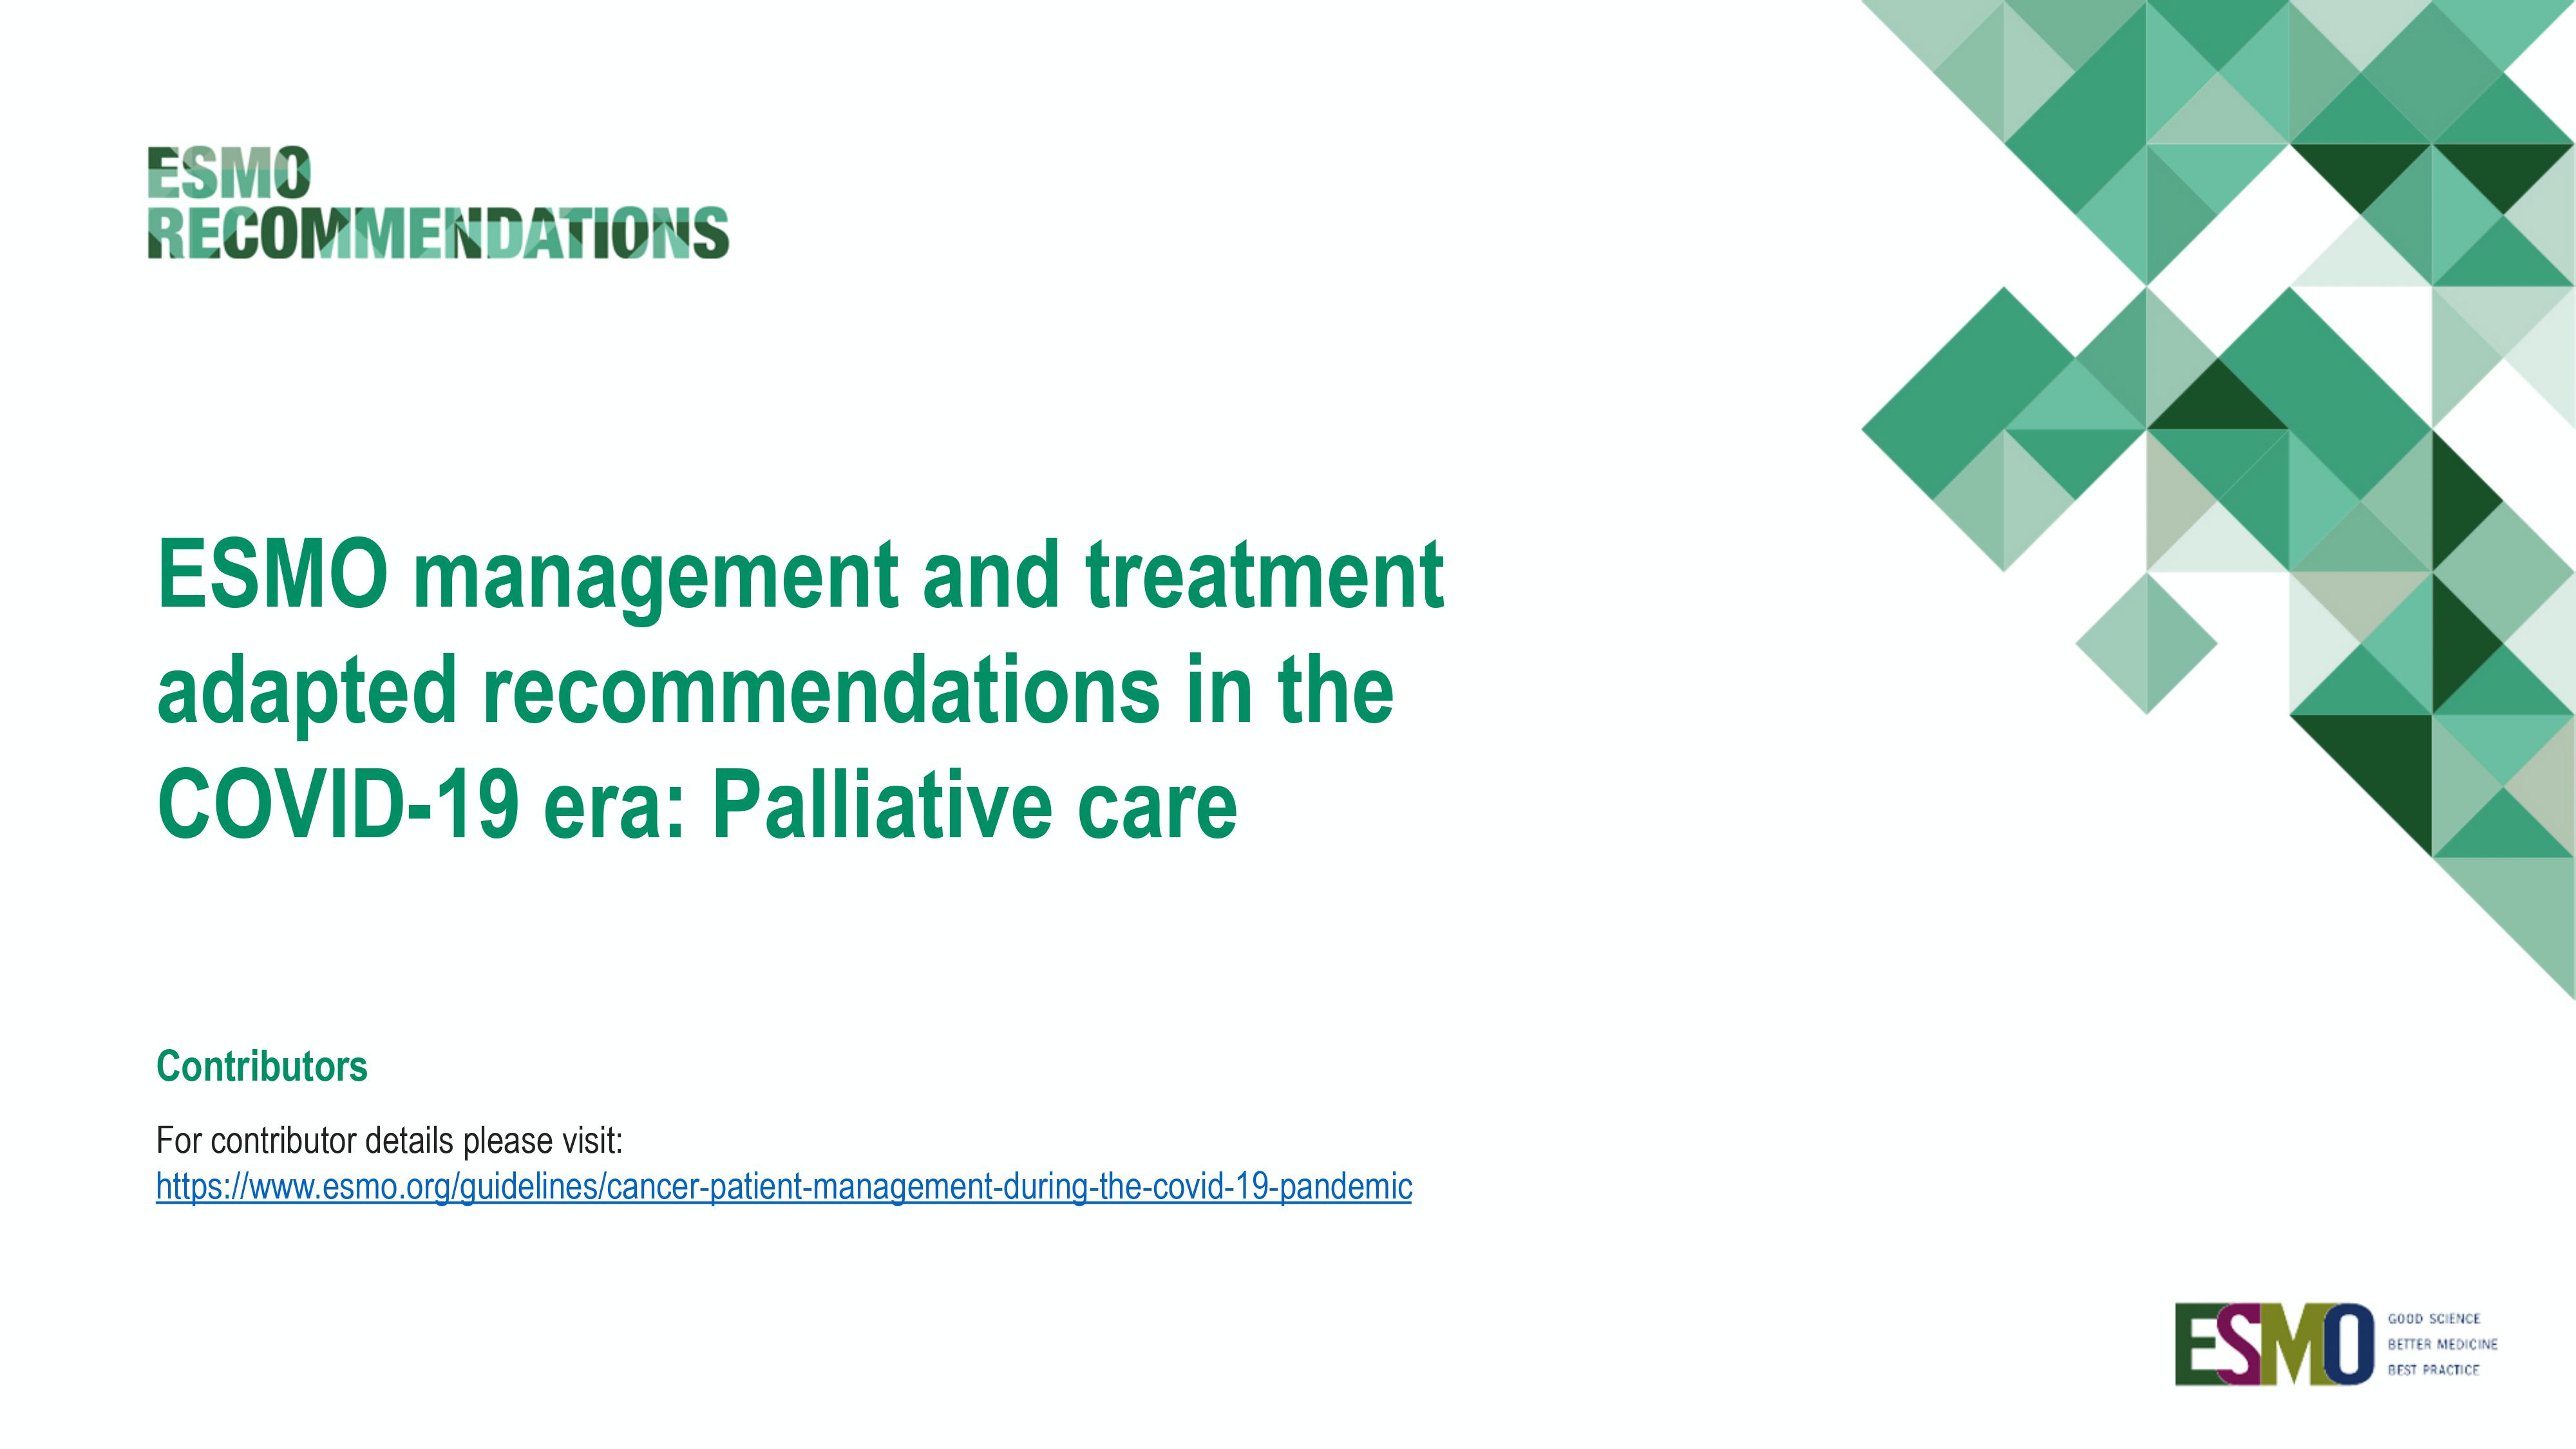 ESMO
RECOMMENDATIONS
ESMO management and treatment
adapted recommendations in the
COVID-19 era: Palliative care
Contributors
For contributor details please visit:
https://www.esmo.org/guidelines/cancer-patient-management-during-the-covid-19-pandemic
ESMO
GOOD SCIENCE
BETTER MEDICINE
BEST PRACTICE